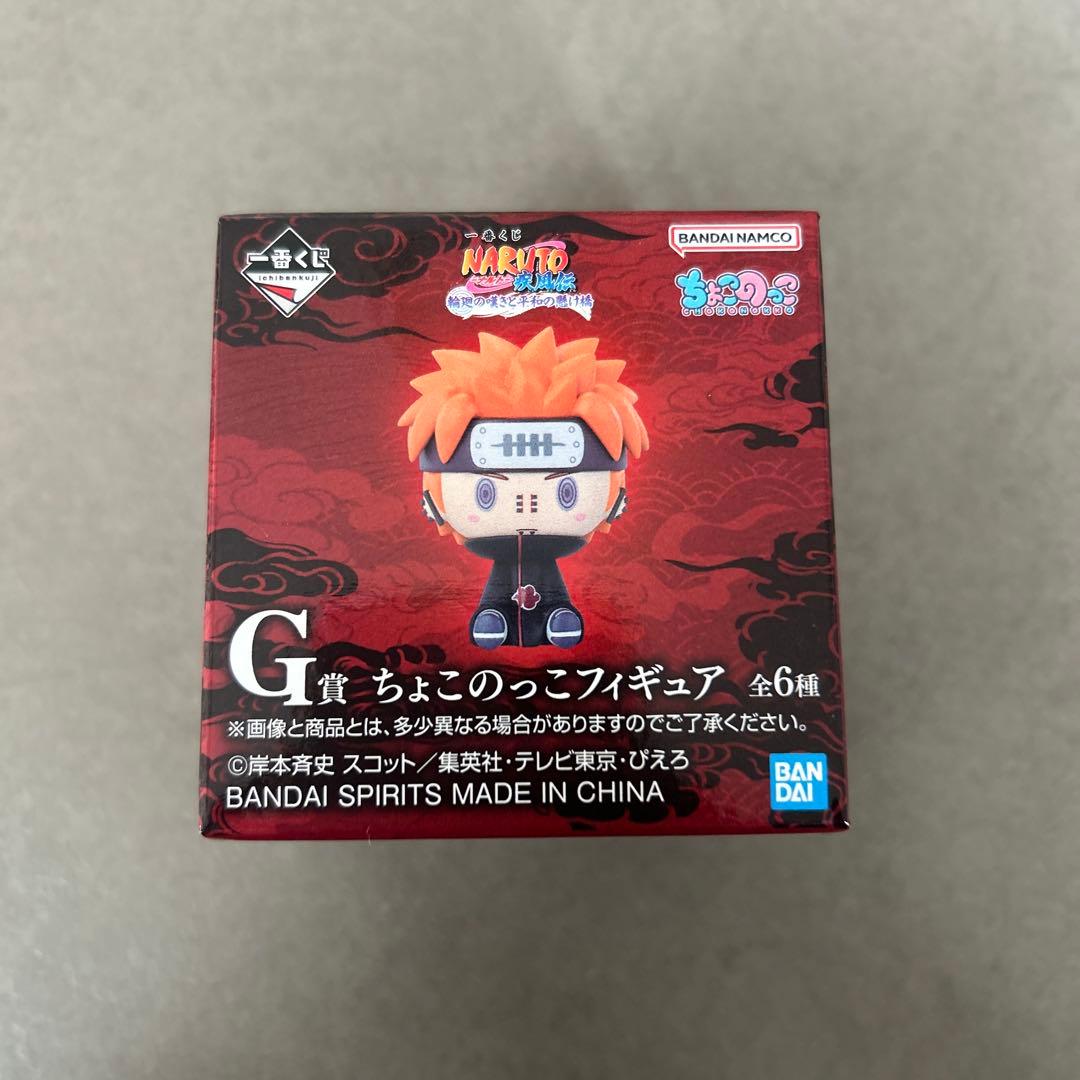 一番くじ
ichibankuji
一番くじ
NARUTO
ナルト
疾風伝
輪廻の嘆きと平和の懸け橋
BANDAI NAMCO
ちょこのっこ
CHOKONOKKO
G賞 ちょこのっこフィギュア 全6種
※画像と商品とは、多少異なる場合がありますのでご了承ください。
©岸本斉史 スコット／集英社・テレビ東京・ぴえろ
BANDAI SPIRITS MADE IN CHINA
BAN
DAI